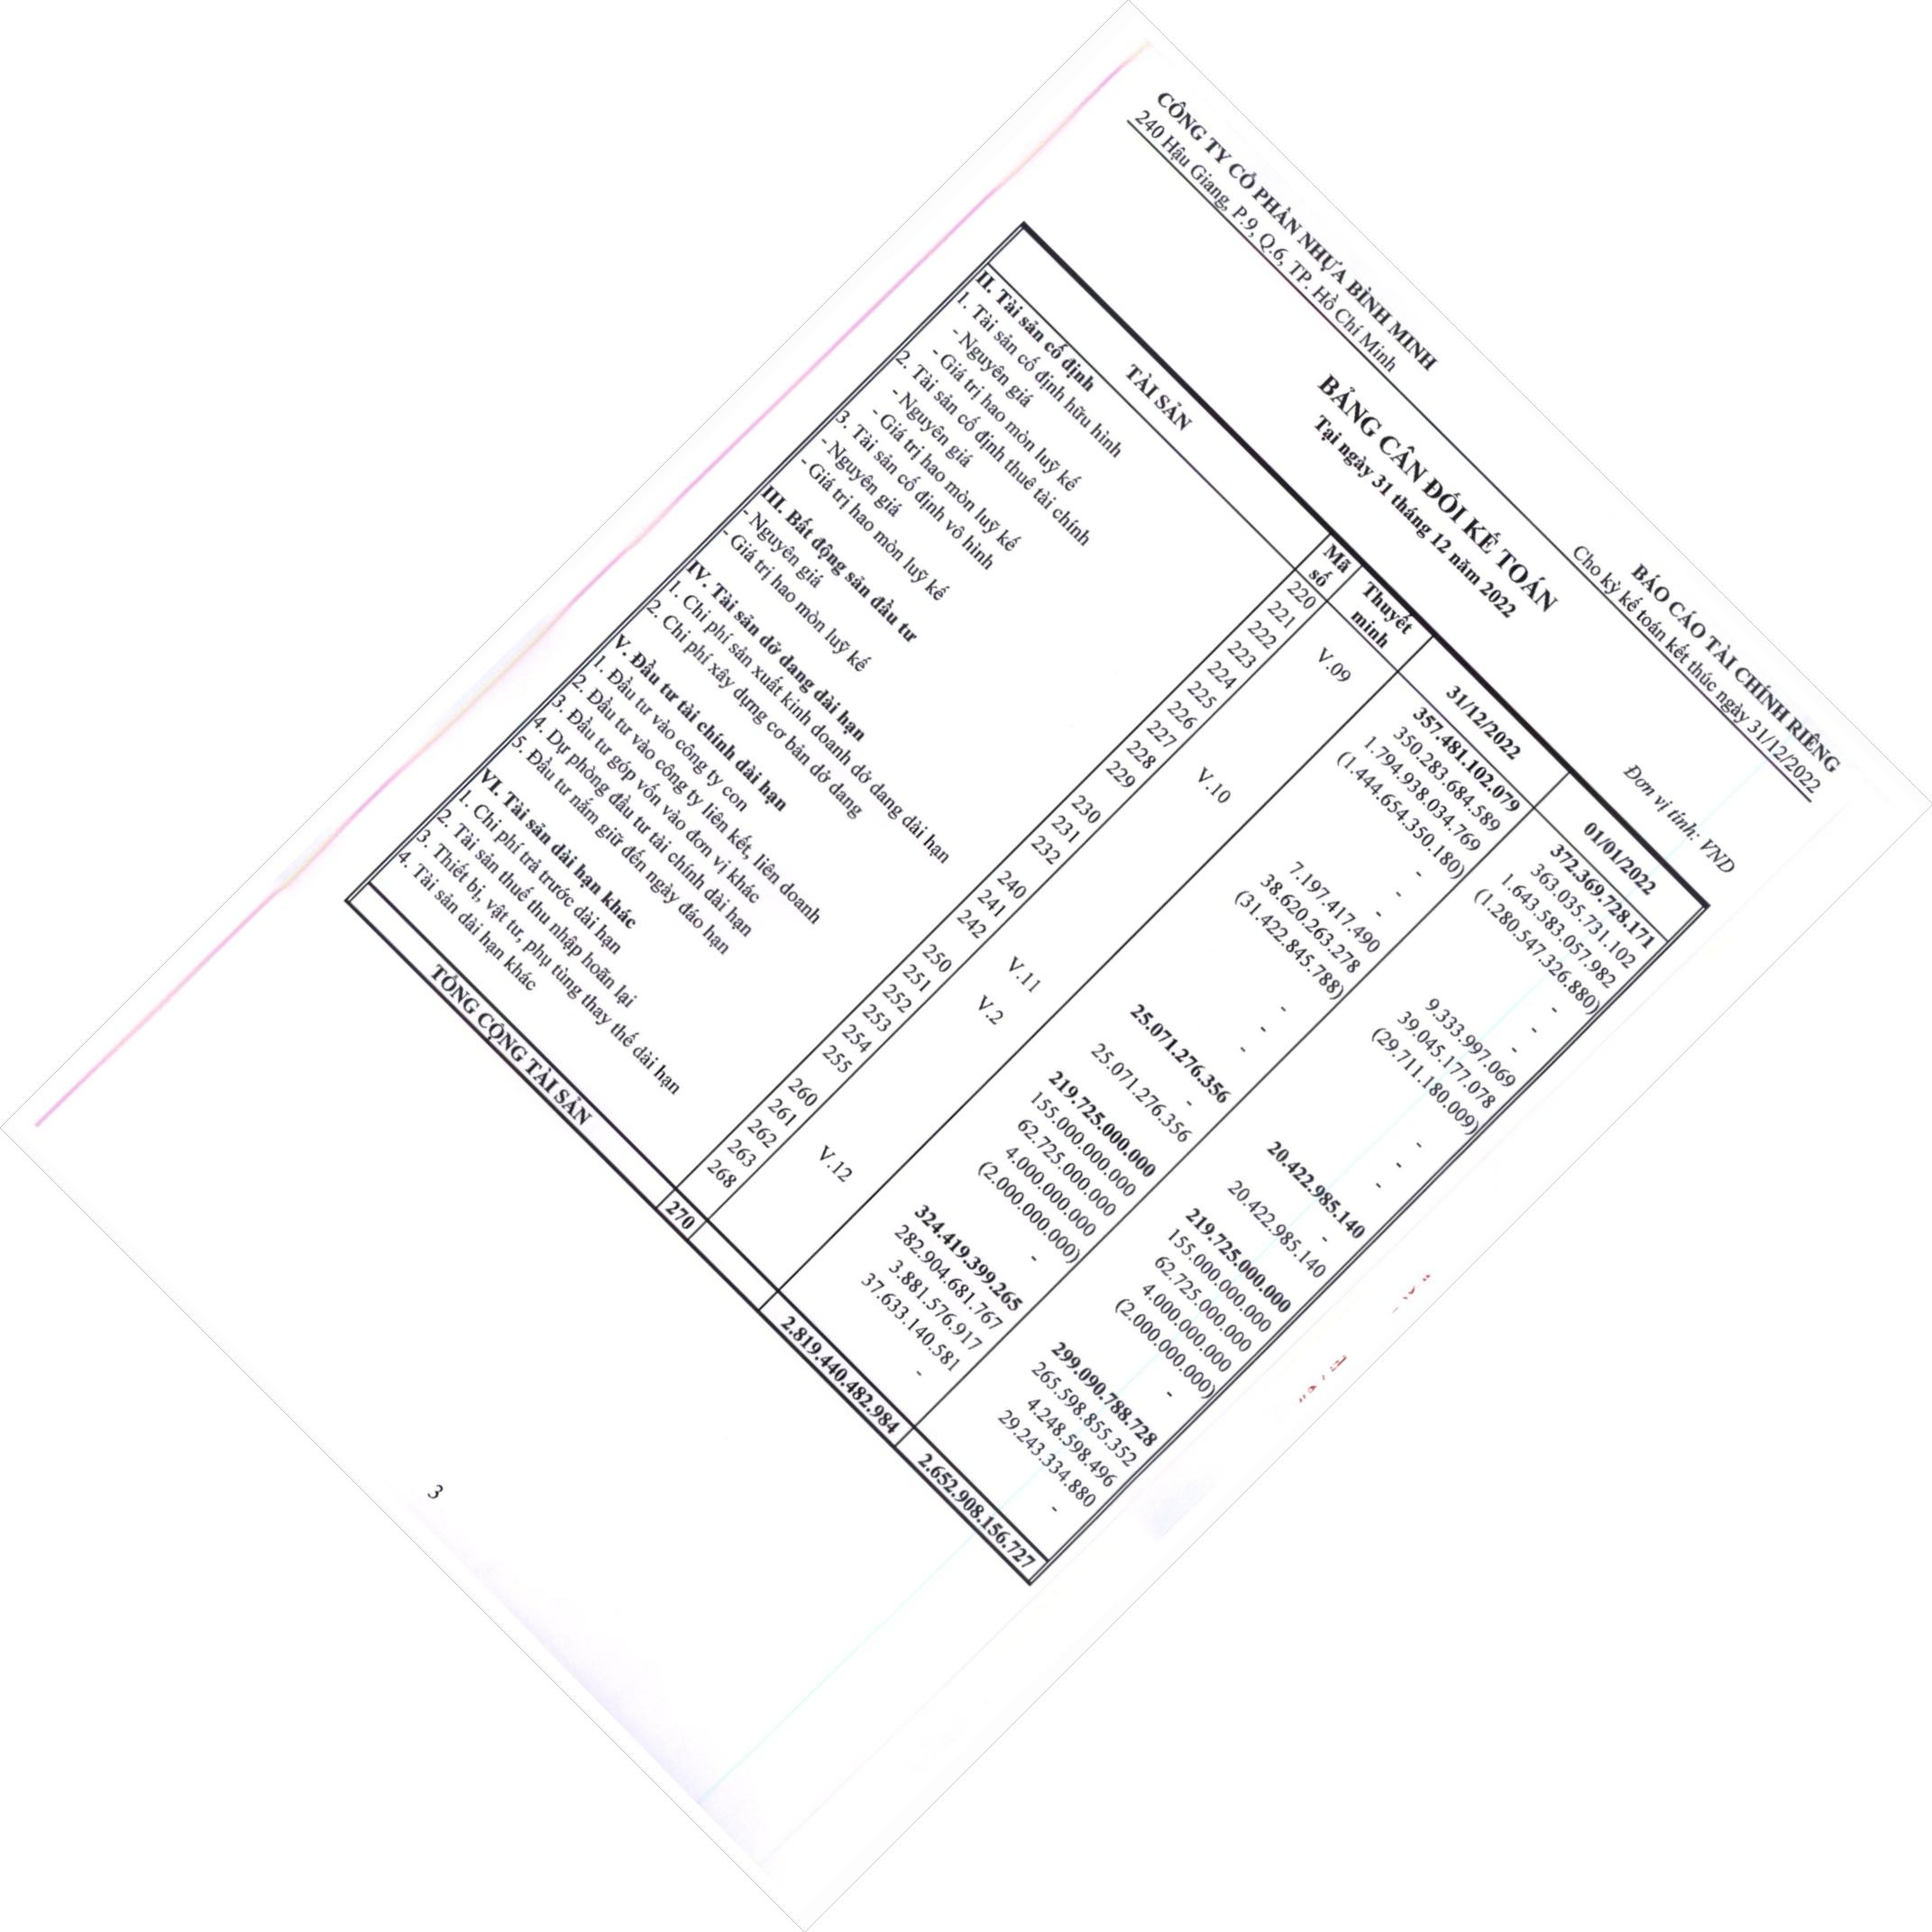 CÔNG TY CỔ PHẦN NHỰA BÌNH MINH BÁO CÁO TÀI CHÍNH RIÊNG
240 Hậu Giang, P.9, Q.6, TP. Hồ Chí Minh Cho kỳ kế toán kết thúc ngày 31/12/2022
BẢNG CÂN ĐỐI KẾ TOÁN
Tại ngày 31 tháng 12 năm 2022
Đơn vị tính: VND
TÀI SẢN Mã số Thuyết minh 31/12/2022 01/01/2022
II. Tài sản cố định 220 357.481.102.079 372.369.728.171
1. Tài sản cố định hữu hình 221 V.09 350.283.684.589 363.035.731.102
- Nguyên giá 222 1.794.938.034.769 1.643.583.057.982
- Giá trị hao mòn luỹ kế 223 (1.444.654.350.180) (1.280.547.326.880)
2. Tài sản cố định thuê tài chính 224 - -
- Nguyên giá 225 - -
- Giá trị hao mòn luỹ kế 226 - -
3. Tài sản cố định vô hình 227 V.10 7.197.417.490 9.333.997.069
- Nguyên giá 228 38.620.263.278 39.045.177.078
- Giá trị hao mòn luỹ kế 229 (31.422.845.788) (29.711.180.009)
III. Bất động sản đầu tư 230 - -
- Nguyên giá 231 - -
- Giá trị hao mòn luỹ kế 232 - -
IV. Tài sản dở dang dài hạn 240 25.071.276.356 20.422.985.140
1. Chi phí sản xuất kinh doanh dở dang dài hạn 241 - -
2. Chi phí xây dựng cơ bản dở dang 242 V.11 25.071.276.356 20.422.985.140
V. Đầu tư tài chính dài hạn 250 V.2 219.725.000.000 219.725.000.000
1. Đầu tư vào công ty con 251 155.000.000.000 155.000.000.000
2. Đầu tư vào công ty liên kết, liên doanh 252 62.725.000.000 62.725.000.000
3. Đầu tư góp vốn vào đơn vị khác 253 4.000.000.000 4.000.000.000
4. Dự phòng đầu tư tài chính dài hạn 254 (2.000.000.000) (2.000.000.000)
5. Đầu tư nắm giữ đến ngày đáo hạn 255 - -
VI. Tài sản dài hạn khác 260 324.419.399.265 299.090.788.728
1. Chi phí trả trước dài hạn 261 V.12 282.904.681.767 265.598.855.352
2. Tài sản thuế thu nhập hoãn lại 262 3.881.576.917 4.248.598.496
3. Thiết bị, vật tư, phụ tùng thay thế dài hạn 263 37.633.140.581 29.243.334.880
4. Tài sản dài hạn khác 268 - -
TỔNG CỘNG TÀI SẢN 270 2.819.440.482.984 2.652.908.156.727
3